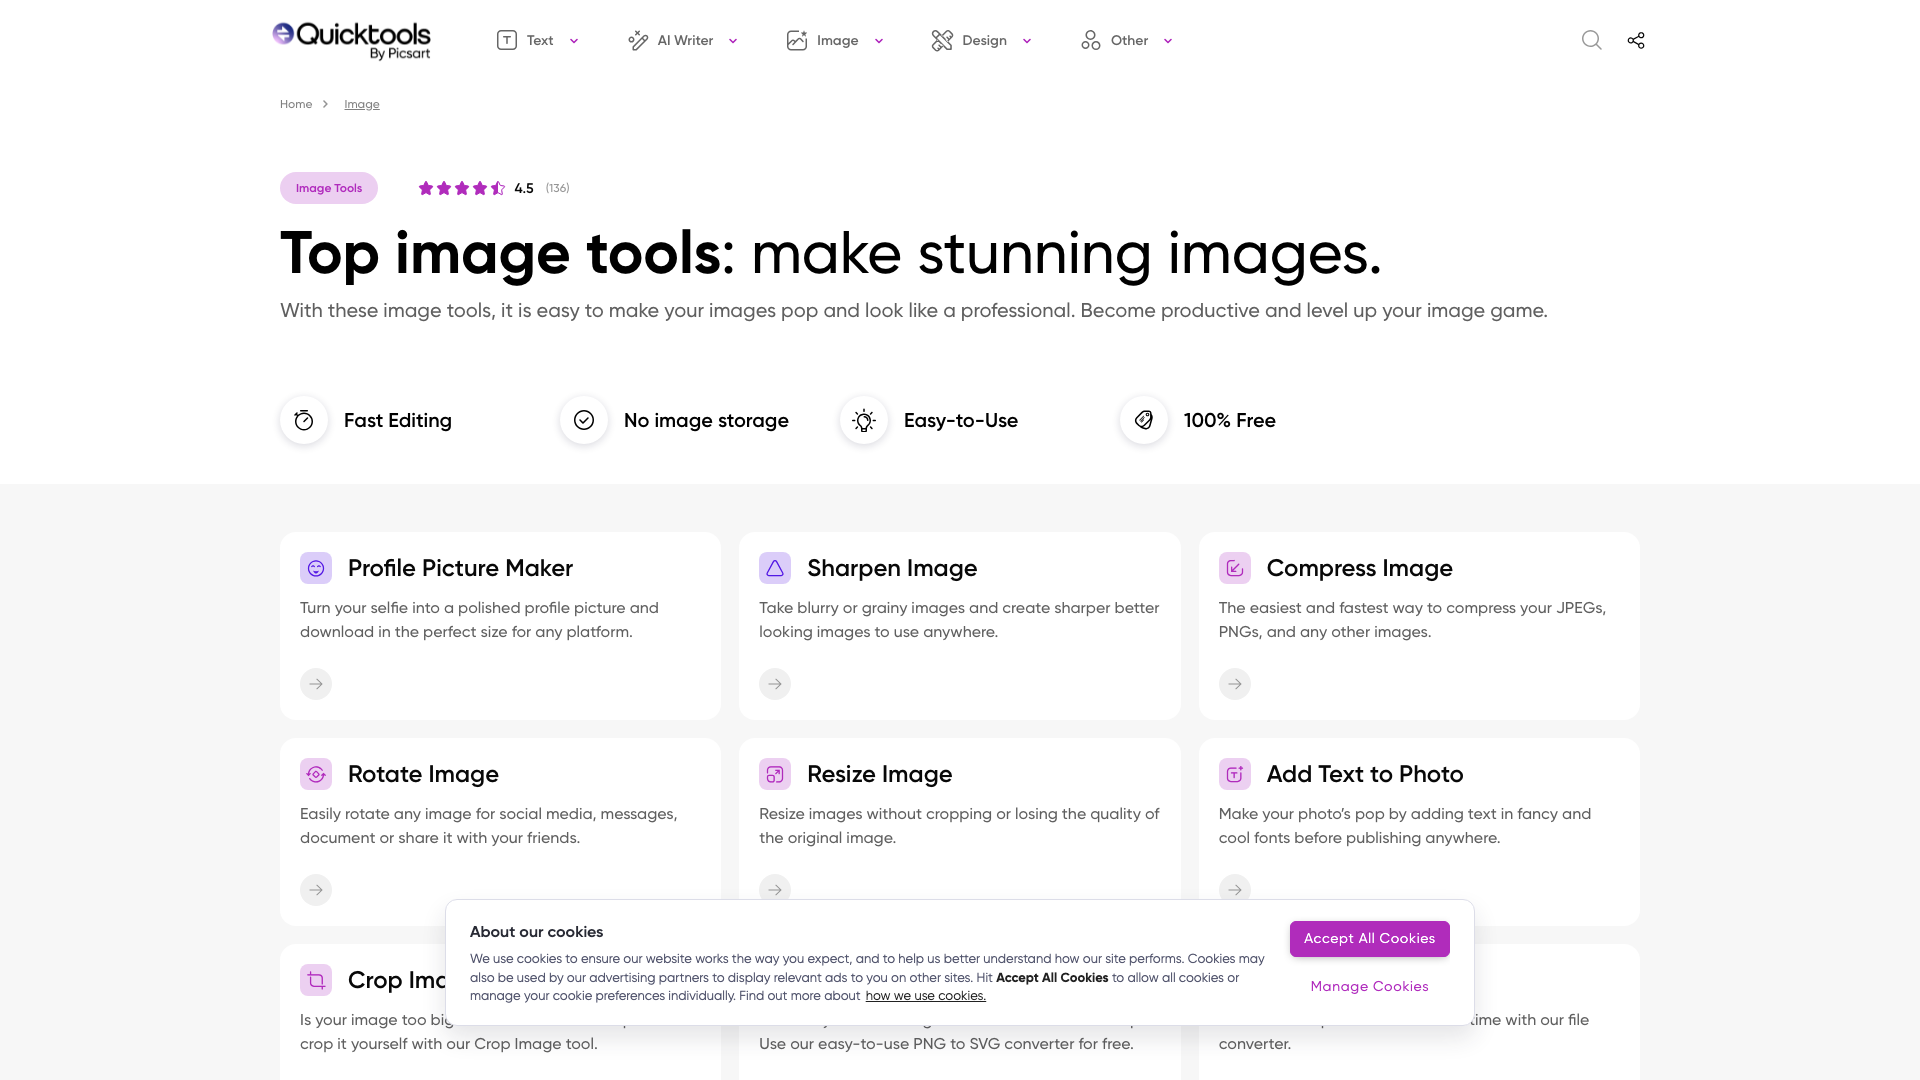 Quicktools
By Picsart
Text
AI Writer
Image
Design
Other
Home
Image
Image Tools
4.5
(136)
Top image tools: make stunning images.
With these image tools, it is easy to make your images pop and look like a professional. Become productive and level up your image game.
Fast Editing
No image storage
Easy-to-Use
100% Free
Profile Picture Maker
Turn your selfie into a polished profile picture and
download in the perfect size for any platform.
Sharpen Image
Take blurry or grainy images and create sharper better
looking images to use anywhere.
Compress Image
The easiest and fastest way to compress your JPEGs,
PNGs, and any other images.
Rotate Image
Easily rotate any image for social media, messages,
document or share it with your friends.
Resize Image
Resize images without cropping or losing the quality of
the original image.
Add Text to Photo
Make your photo’s pop by adding text in fancy and
cool fonts before publishing anywhere.
Crop
Is your image too
crop it yourself with our Crop Image tool.
Use our easy-to-use PNG to SVG converter for free.
time with our file
converter.
About our cookies
We use cookies to ensure our website works the way you expect, and to help us better understand how our site performs. Cookies may
also be used by our advertising partners to display relevant ads to you on other sites. Hit Accept All Cookies to allow all cookies or
manage your cookie preferences individually. Find out more about how we use cookies.
Accept All Cookies
Manage Cookies